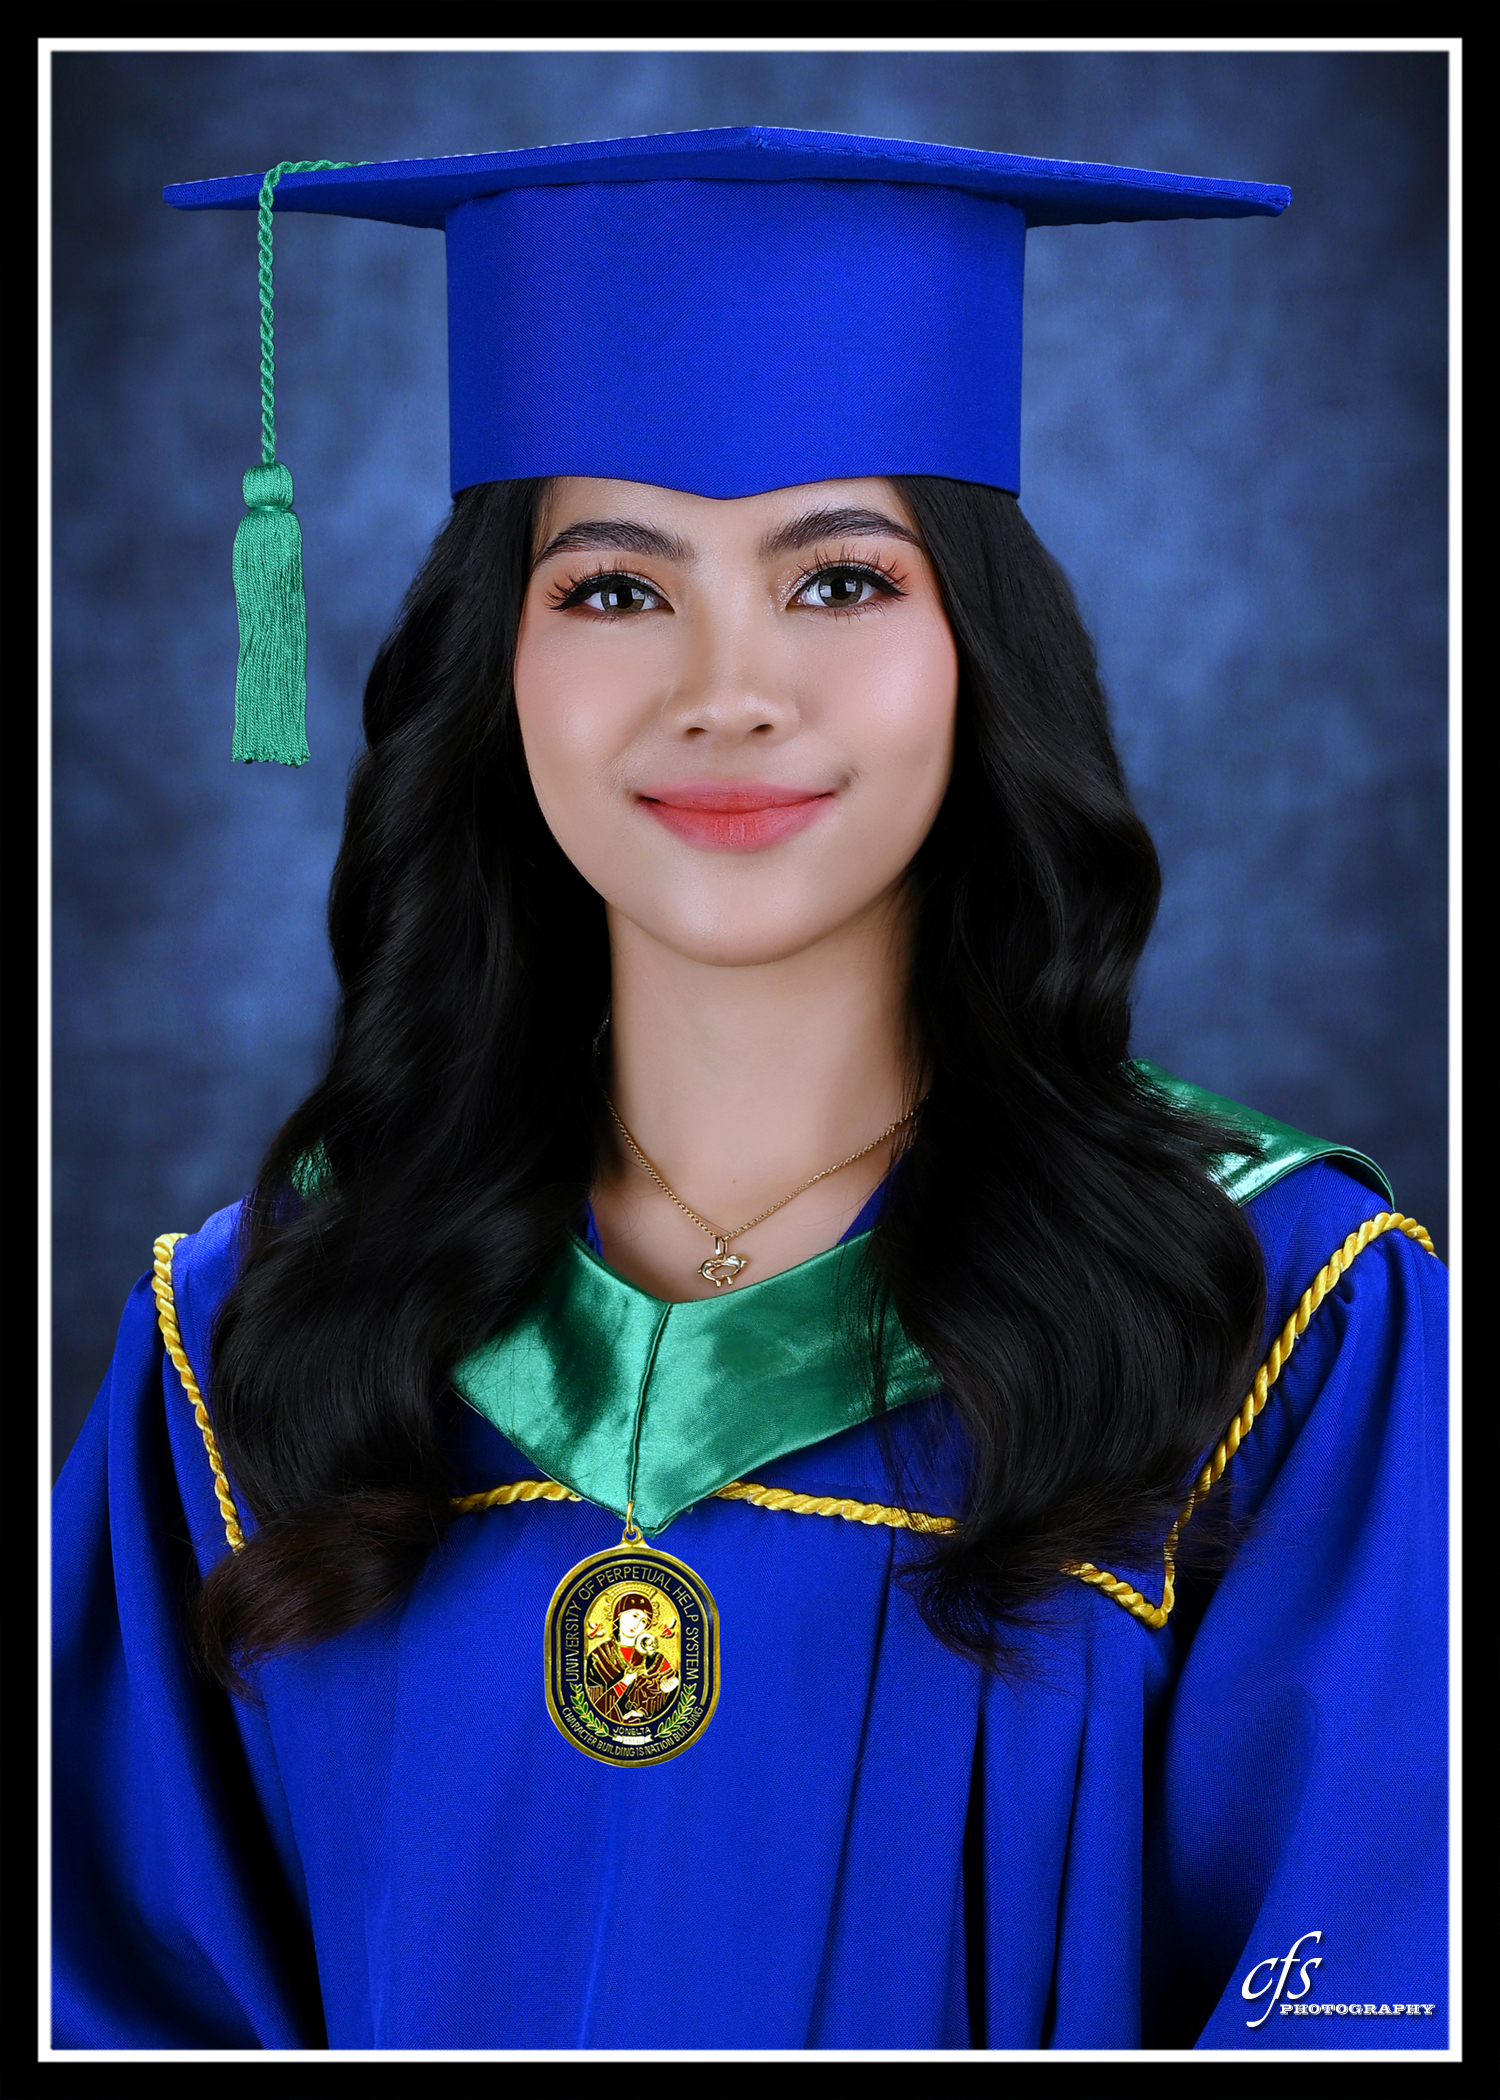 UNIVERSITY OF PERPETUAL HELP SYSTEM
JONELTA
CHARACTER BUILDING IS NATION BUILDING
cfs
PHOTOGRAPHY